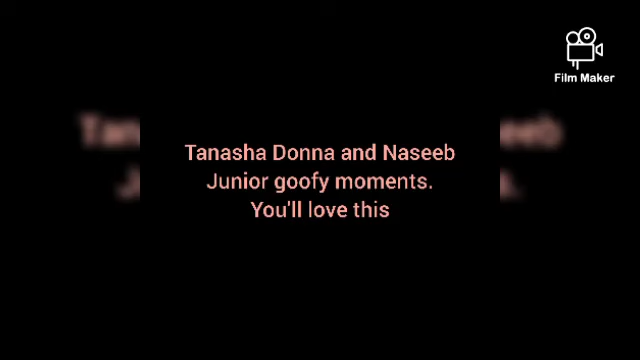 Film Maker
Tanasha Donna and Naseeb
Junior goofy moments.
You'll love this